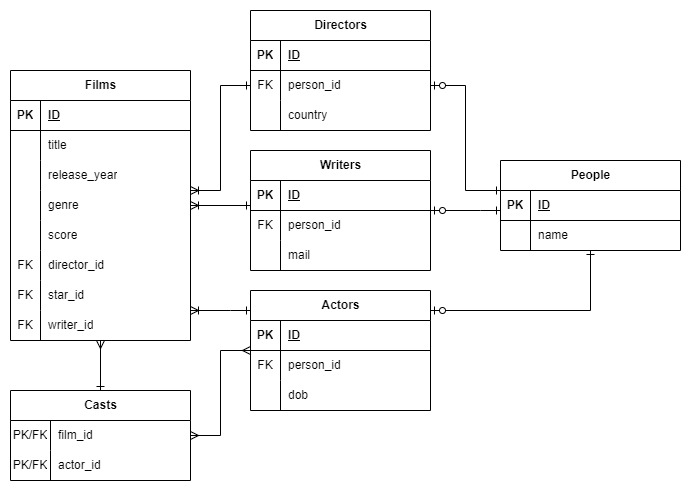 Directors
PK ID
FK person_id
country
Films
PK ID
title
release_year
genre
score
FK director_id
FK star_id
FK writer_id
Writers
PK ID
FK person_id
mail
People
PK ID
name
Actors
PK ID
FK person_id
dob
Casts
PK/FK film_id
PK/FK actor_id